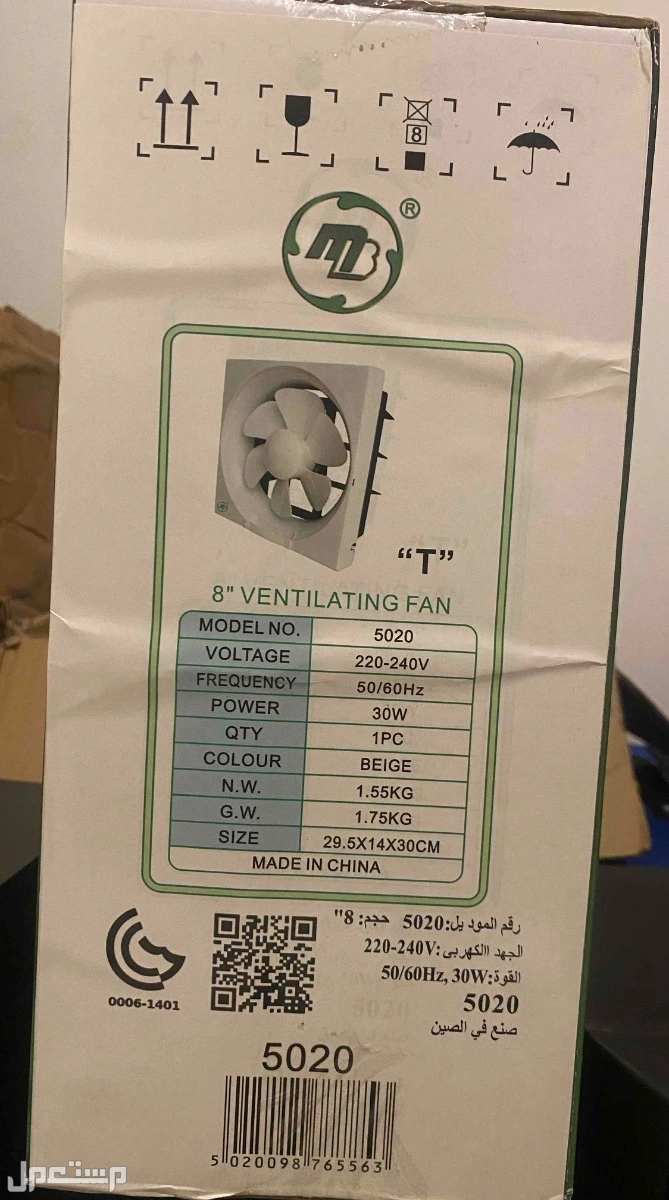 8
MB ®
"T"
8" VENTILATING FAN
MODEL NO. 5020
VOLTAGE 220-240V
FREQUENCY 50/60Hz
POWER 30W
QTY 1PC
COLOUR BEIGE
N.W. 1.55KG
G.W. 1.75KG
SIZE 29.5X14X30CM
MADE IN CHINA
رقم الموديل:5020 حجم: 8"
الجهد االكهربى:220-240V
القوة:50/60Hz, 30W
5020
صنع في الصين
0006-1401
5020
5 020098 765563
مستعمل